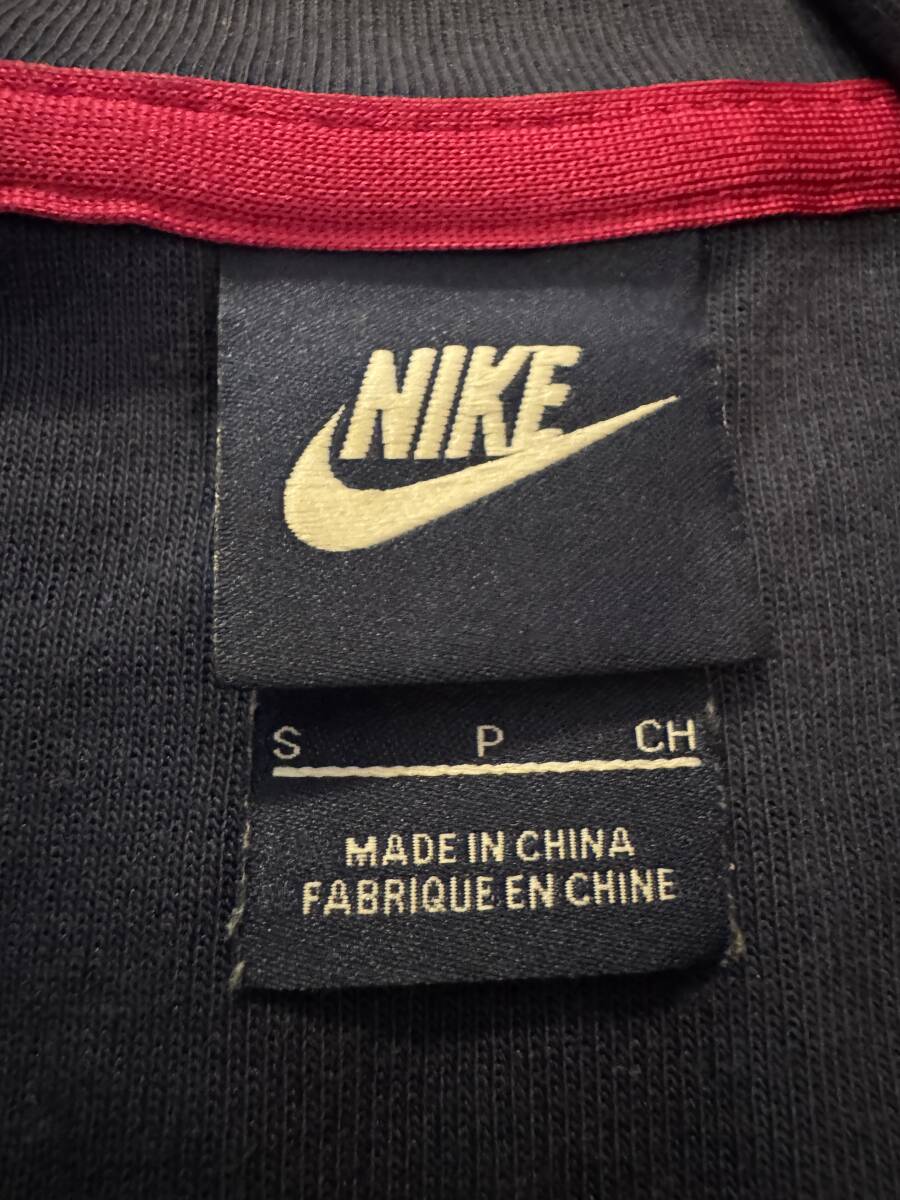 NIKE
S P CH
MADE IN CHINA
FABRIQUE EN CHINE